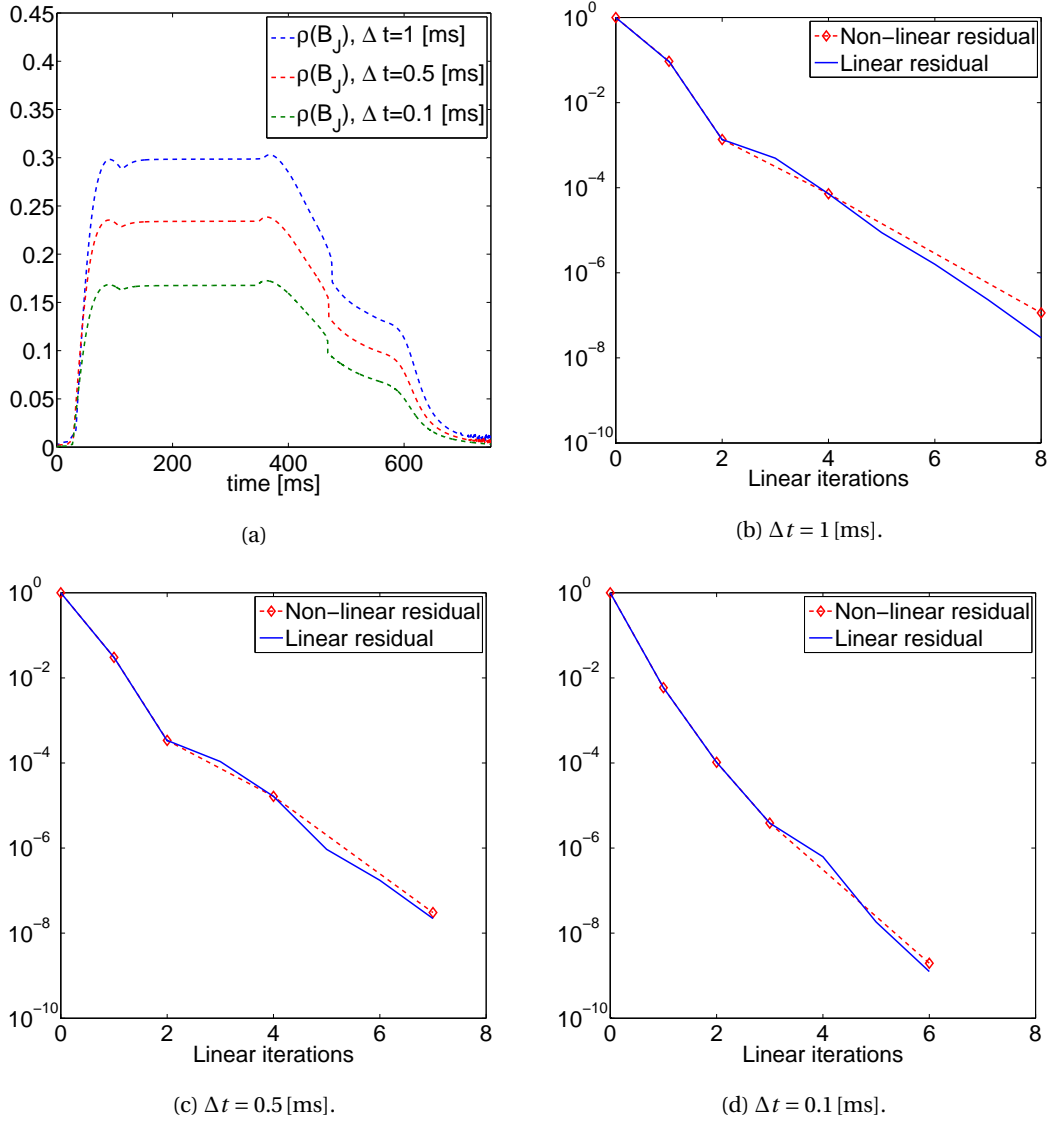 0.45
0.4
0.35
0.3
0.25
0.2
0.15
0.1
0.05
0
0 200 400 600
time [ms]
ρ(B_J), Δ t=1 [ms]
ρ(B_J), Δ t=0.5 [ms]
ρ(B_J), Δ t=0.1 [ms]
(a)
10^0
10^-2
10^-4
10^-6
10^-8
10^-10
0 2 4 6 8
Linear iterctions
Non-linear residual
Linear residual
(b) Δt = 1 [ms].
10^0
10^-2
10^-4
10^-6
10^-8
10^-10
0 2 4 6 8
Linear iterctions
Non-linear residual
Linear residual
(c) Δt = 0.5 [ms].
10^0
10^-2
10^-4
10^-6
10^-8
10^-10
0 2 4 6 8
Linear iterctions
Non-linear residual
Linear residual
(d) Δt = 0.1 [ms].